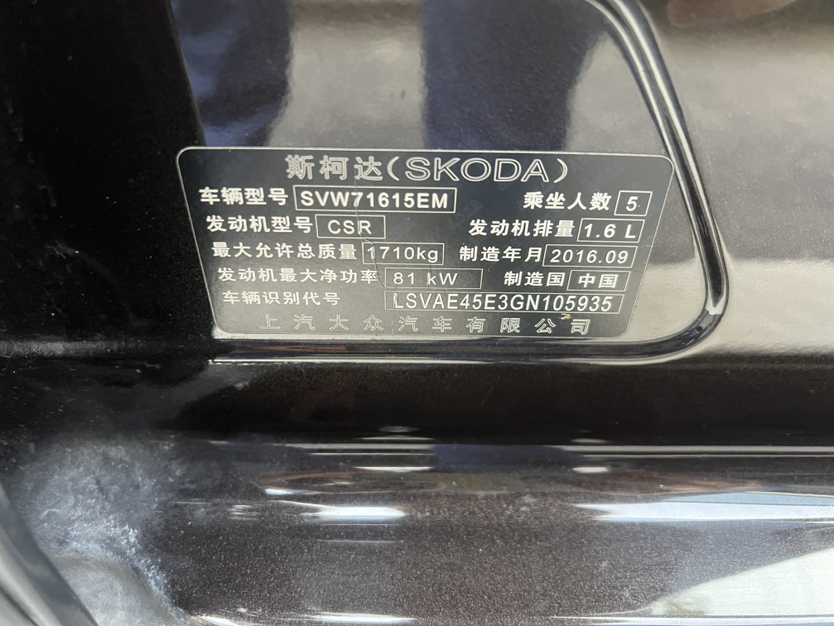 斯柯达(SKODA)
车辆型号 SVW71615EM 乘坐人数 5
发动机型号 CSR 发动机排量 1.6 L
最大允许总质量 1710kg 制造年月 2016.09
发动机最大净功率 81 kW 制造国 中国
车辆识别代号 LSVAE45E3GN105935
上汽大众汽车有限公司